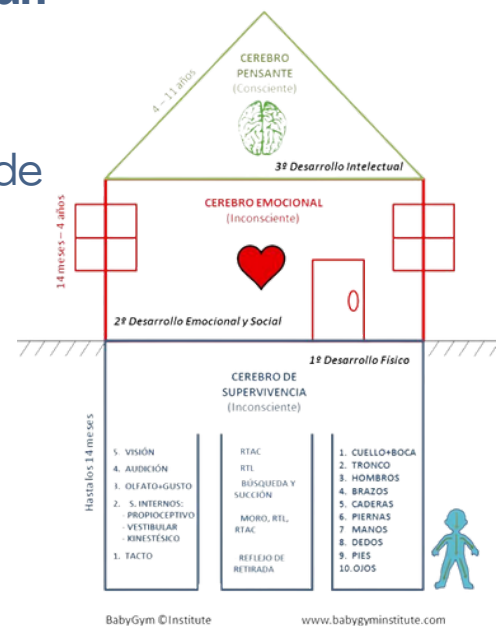 an
de
CEREBRO
PENSANTE
(Consciente)
4 – 11 años
3º Desarrollo Intelectual
CEREBRO EMOCIONAL
(Inconsciente)
14 meses – 4 años
2º Desarrollo Emocional y Social
1º Desarrollo Físico
CEREBRO DE
SUPERVIVENCIA
(Inconsciente)
Hasta los 14 meses
5. VISIÓN
4. AUDICIÓN
3. OLFATO+GUSTO
2. S. INTERNOS:
- PROPIOCEPTIVO
- VESTIBULAR
- KINESTÉSICO
1. TACTO
RTAC
RTL
BÚSQUEDA Y
SUCCIÓN
MORO, RTL,
RTAC
REFLEJO DE
RETIRADA
1. CUELLO+BOCA
2. TRONCO
3. HOMBROS
4. BRAZOS
5. CADERAS
6. PIERNAS
7. MANOS
8. DEDOS
9. PIES
10. OJOS
BabyGym ©Institute
www.babygyminstitute.com